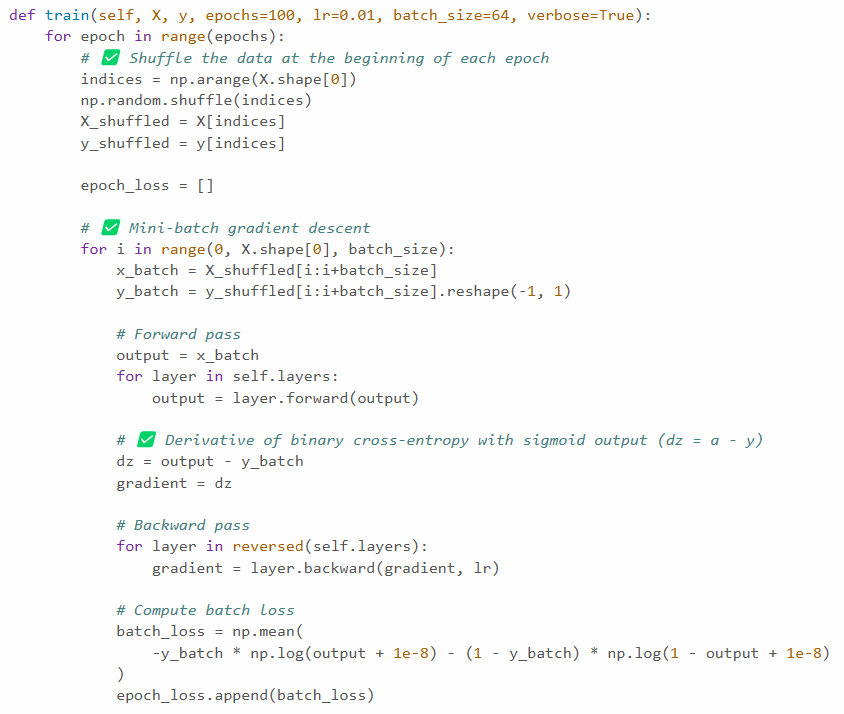 def train(self, X, y, epochs=100, lr=0.01, batch_size=64, verbose=True):
    for epoch in range(epochs):
        # ✅ Shuffle the data at the beginning of each epoch
        indices = np.arange(X.shape[0])
        np.random.shuffle(indices)
        X_shuffled = X[indices]
        y_shuffled = y[indices]

        epoch_loss = []

        # ✅ Mini-batch gradient descent
        for i in range(0, X.shape[0], batch_size):
            x_batch = X_shuffled[i:i+batch_size]
            y_batch = y_shuffled[i:i+batch_size].reshape(-1, 1)

            # Forward pass
            output = x_batch
            for layer in self.layers:
                output = layer.forward(output)

            # ✅ Derivative of binary cross-entropy with sigmoid output (dz = a - y)
            dz = output - y_batch
            gradient = dz

            # Backward pass
            for layer in reversed(self.layers):
                gradient = layer.backward(gradient, lr)

            # Compute batch loss
            batch_loss = np.mean(
                -y_batch * np.log(output + 1e-8) - (1 - y_batch) * np.log(1 - output + 1e-8)
            )
            epoch_loss.append(batch_loss)